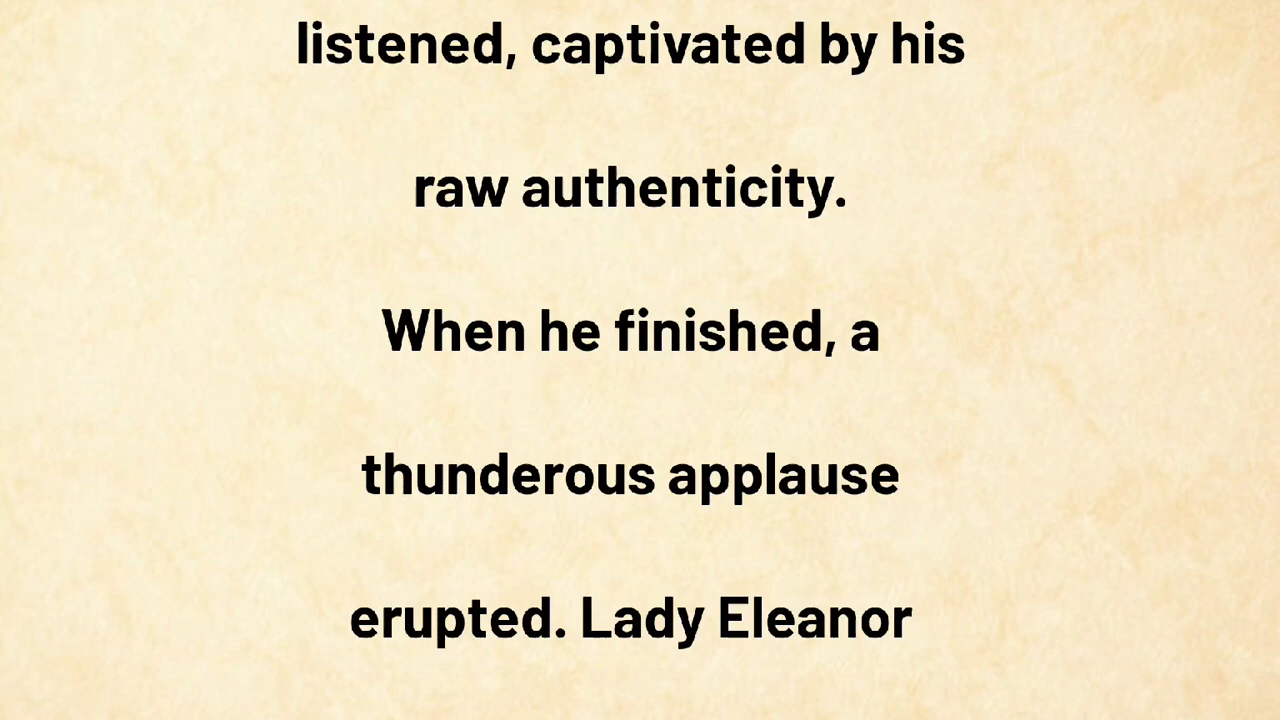 listened, captivated by his
raw authenticity.
When he finished, a
thunderous applause
erupted. Lady Eleanor